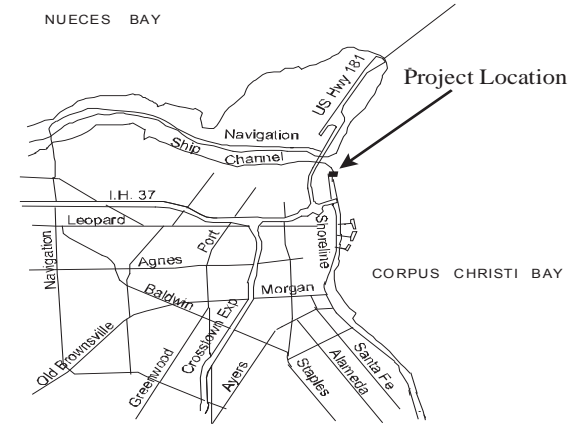 NUECES BAY
US Hwy 181
Project Location
Navigation
Ship Channel
I.H. 37
Leopard
Port
Shoreline
Navigation
Agnes
CORPUS CHRISTI BAY
Baldwin
Morgan
Crosstown Exp
Old Brownsville
Greenwood
Ayers
Staples
Alameda
Santa Fe